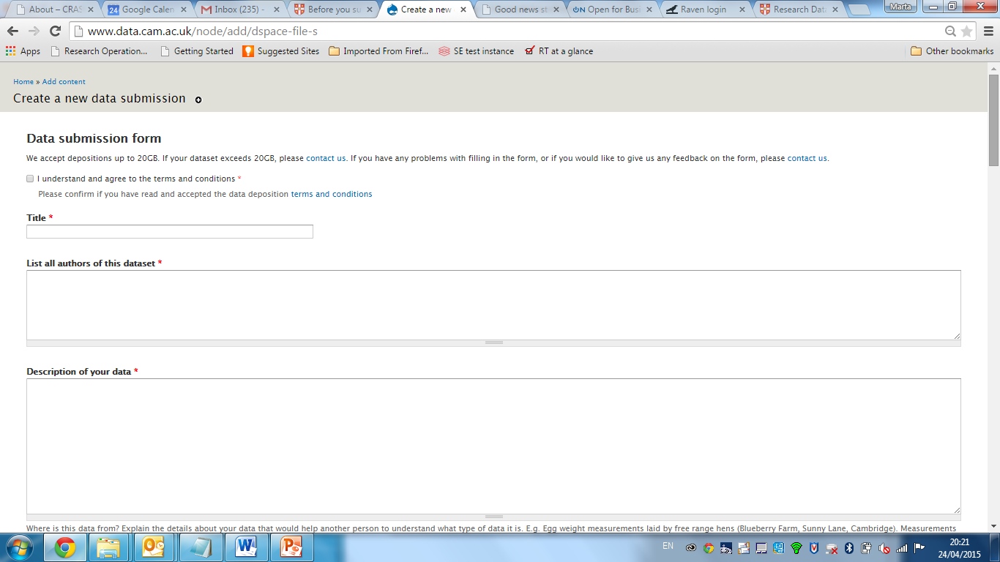 About – CRAS
Google Calen
Inbox (235) -
Before you su
Create a new
Good news st
Open for Busi
Raven login
Research Dat
Marta
www.data.cam.ac.uk/node/add/dspace-file-s
Apps
Research Operation...
Getting Started
Suggested Sites
Imported From Firef...
SE test instance
RT at a glance
Other bookmarks
Home » Add content
Create a new data submission
Data submission form
We accept depositions up to 20GB. If your dataset exceeds 20GB, please contact us. If you have any problems with filling in the form, or if you would like to give us any feedback on the form, please contact us.
I understand and agree to the terms and conditions *
Please confirm if you have read and accepted the data deposition terms and conditions
Title *
List all authors of this dataset *
Description of your data *
Where is this data from? Explain the details about your data that would help another person to understand what type of data it is. E.g. Egg weight measurements laid by free range hens (Blueberry Farm, Sunny Lane, Cambridge). Measurements
EN
20:21
24/04/2015